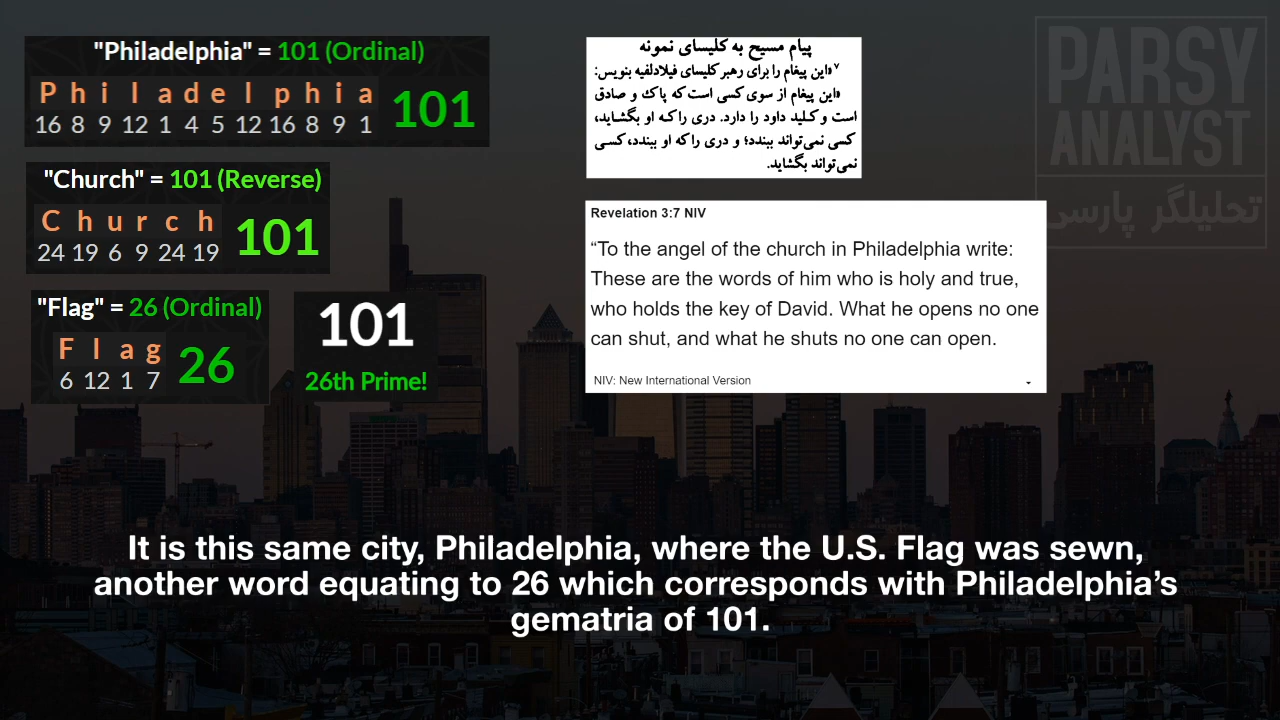 "Philadelphia" = 101 (Ordinal)
P h i l a d e l p h i a
16 8 9 12 1 4 5 12 16 8 9 1
101
"Church" = 101 (Reverse)
C h u r c h
24 19 6 9 24 19
101
"Flag" = 26 (Ordinal)
F l a g
6 12 1 7
26
101
26th Prime!
پیام مسیح به کلیسای نمونه
۷ «این پیغام را برای رهبر کلیسای فیلادلفیه بنویس:
«این پیغام از سوی کسی است که پاک و صادق
است و کلید داود را دارد. دری را که او بگشاید،
کسی نمی‌تواند ببندد؛ و دری را که او ببندد، کسی
نمی‌تواند بگشاید.
Revelation 3:7 NIV
“To the angel of the church in Philadelphia write:
These are the words of him who is holy and true,
who holds the key of David. What he opens no one
can shut, and what he shuts no one can open.
NIV: New International Version
PARSY
ANALYST
تحلیلگر پارسی
It is this same city, Philadelphia, where the U.S. Flag was sewn,
another word equating to 26 which corresponds with Philadelphia’s
gematria of 101.